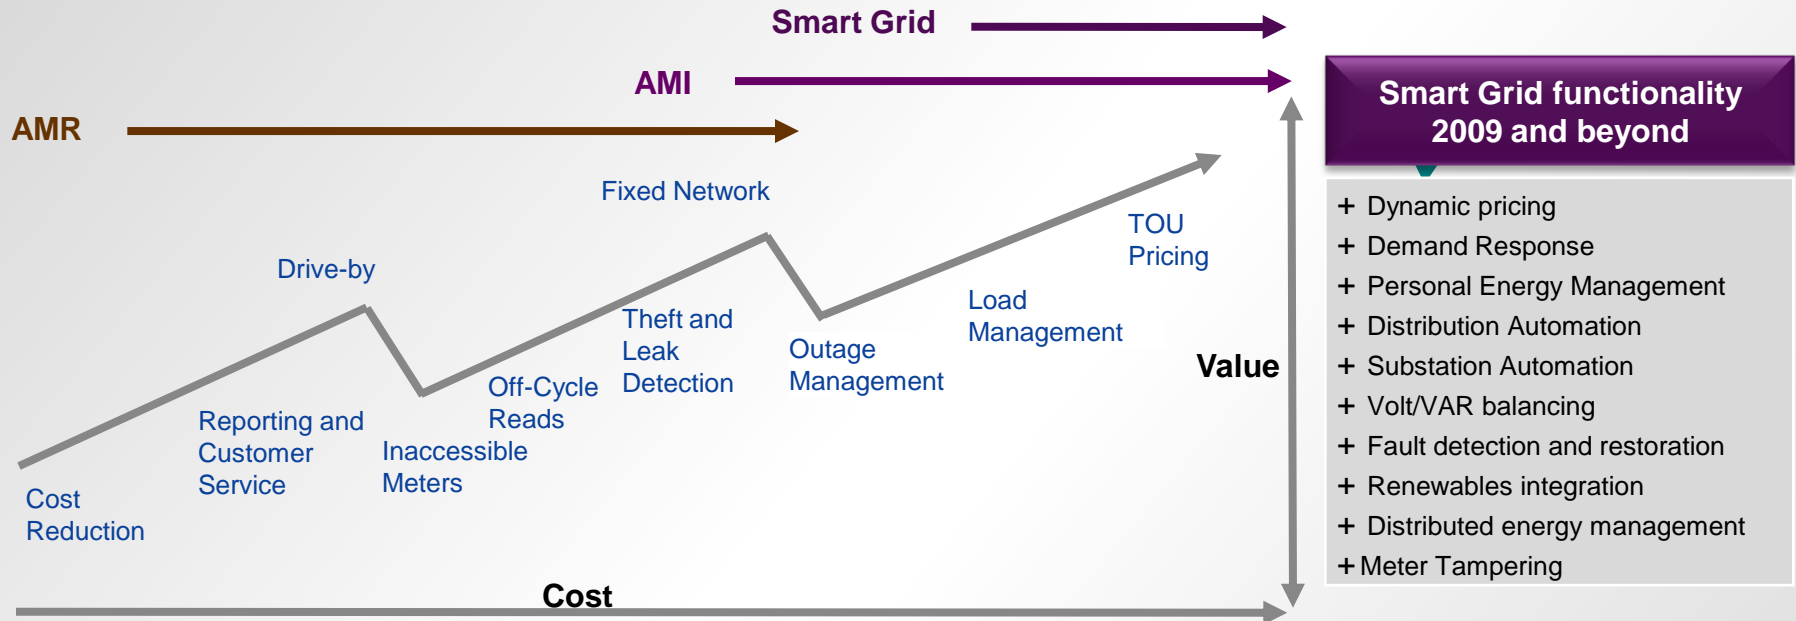 Smart Grid
AMI
AMR
Smart Grid functionality
2009 and beyond
Fixed Network
Drive-by
TOU
Pricing
Load
Management
Theft and
Leak
Detection
Outage
Management
Value
Off-Cycle
Reads
Reporting and
Customer
Service
Inaccessible
Meters
Cost
Reduction
Cost
+ Dynamic pricing
+ Demand Response
+ Personal Energy Management
+ Distribution Automation
+ Substation Automation
+ Volt/VAR balancing
+ Fault detection and restoration
+ Renewables integration
+ Distributed energy management
+ Meter Tampering